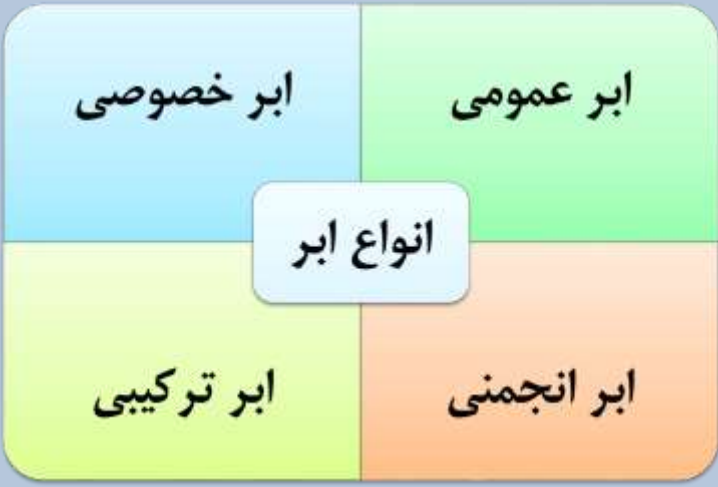 ابر عمومی
ابر خصوصی
انواع ابر
ابر انجمنی
ابر ترکیبی